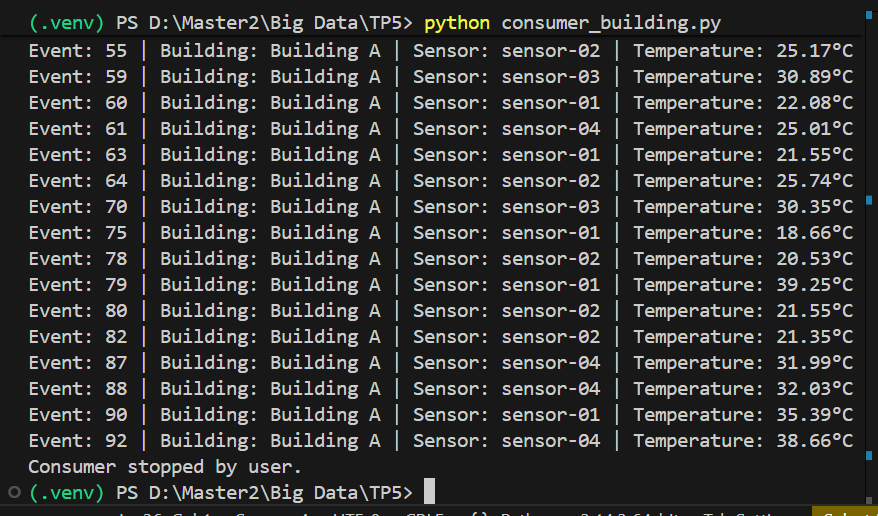 (.venv) PS D:\Master2\Big Data\TP5> python consumer_building.py
Event: 55 | Building: Building A | Sensor: sensor-02 | Temperature: 25.17°C
Event: 59 | Building: Building A | Sensor: sensor-03 | Temperature: 30.89°C
Event: 60 | Building: Building A | Sensor: sensor-01 | Temperature: 22.08°C
Event: 61 | Building: Building A | Sensor: sensor-04 | Temperature: 25.01°C
Event: 63 | Building: Building A | Sensor: sensor-01 | Temperature: 21.55°C
Event: 64 | Building: Building A | Sensor: sensor-02 | Temperature: 25.74°C
Event: 70 | Building: Building A | Sensor: sensor-03 | Temperature: 30.35°C
Event: 75 | Building: Building A | Sensor: sensor-01 | Temperature: 18.66°C
Event: 78 | Building: Building A | Sensor: sensor-02 | Temperature: 20.53°C
Event: 79 | Building: Building A | Sensor: sensor-01 | Temperature: 39.25°C
Event: 80 | Building: Building A | Sensor: sensor-02 | Temperature: 21.55°C
Event: 82 | Building: Building A | Sensor: sensor-02 | Temperature: 21.35°C
Event: 87 | Building: Building A | Sensor: sensor-04 | Temperature: 31.99°C
Event: 88 | Building: Building A | Sensor: sensor-04 | Temperature: 32.03°C
Event: 90 | Building: Building A | Sensor: sensor-01 | Temperature: 35.39°C
Event: 92 | Building: Building A | Sensor: sensor-04 | Temperature: 38.66°C
Consumer stopped by user.
(.venv) PS D:\Master2\Big Data\TP5>